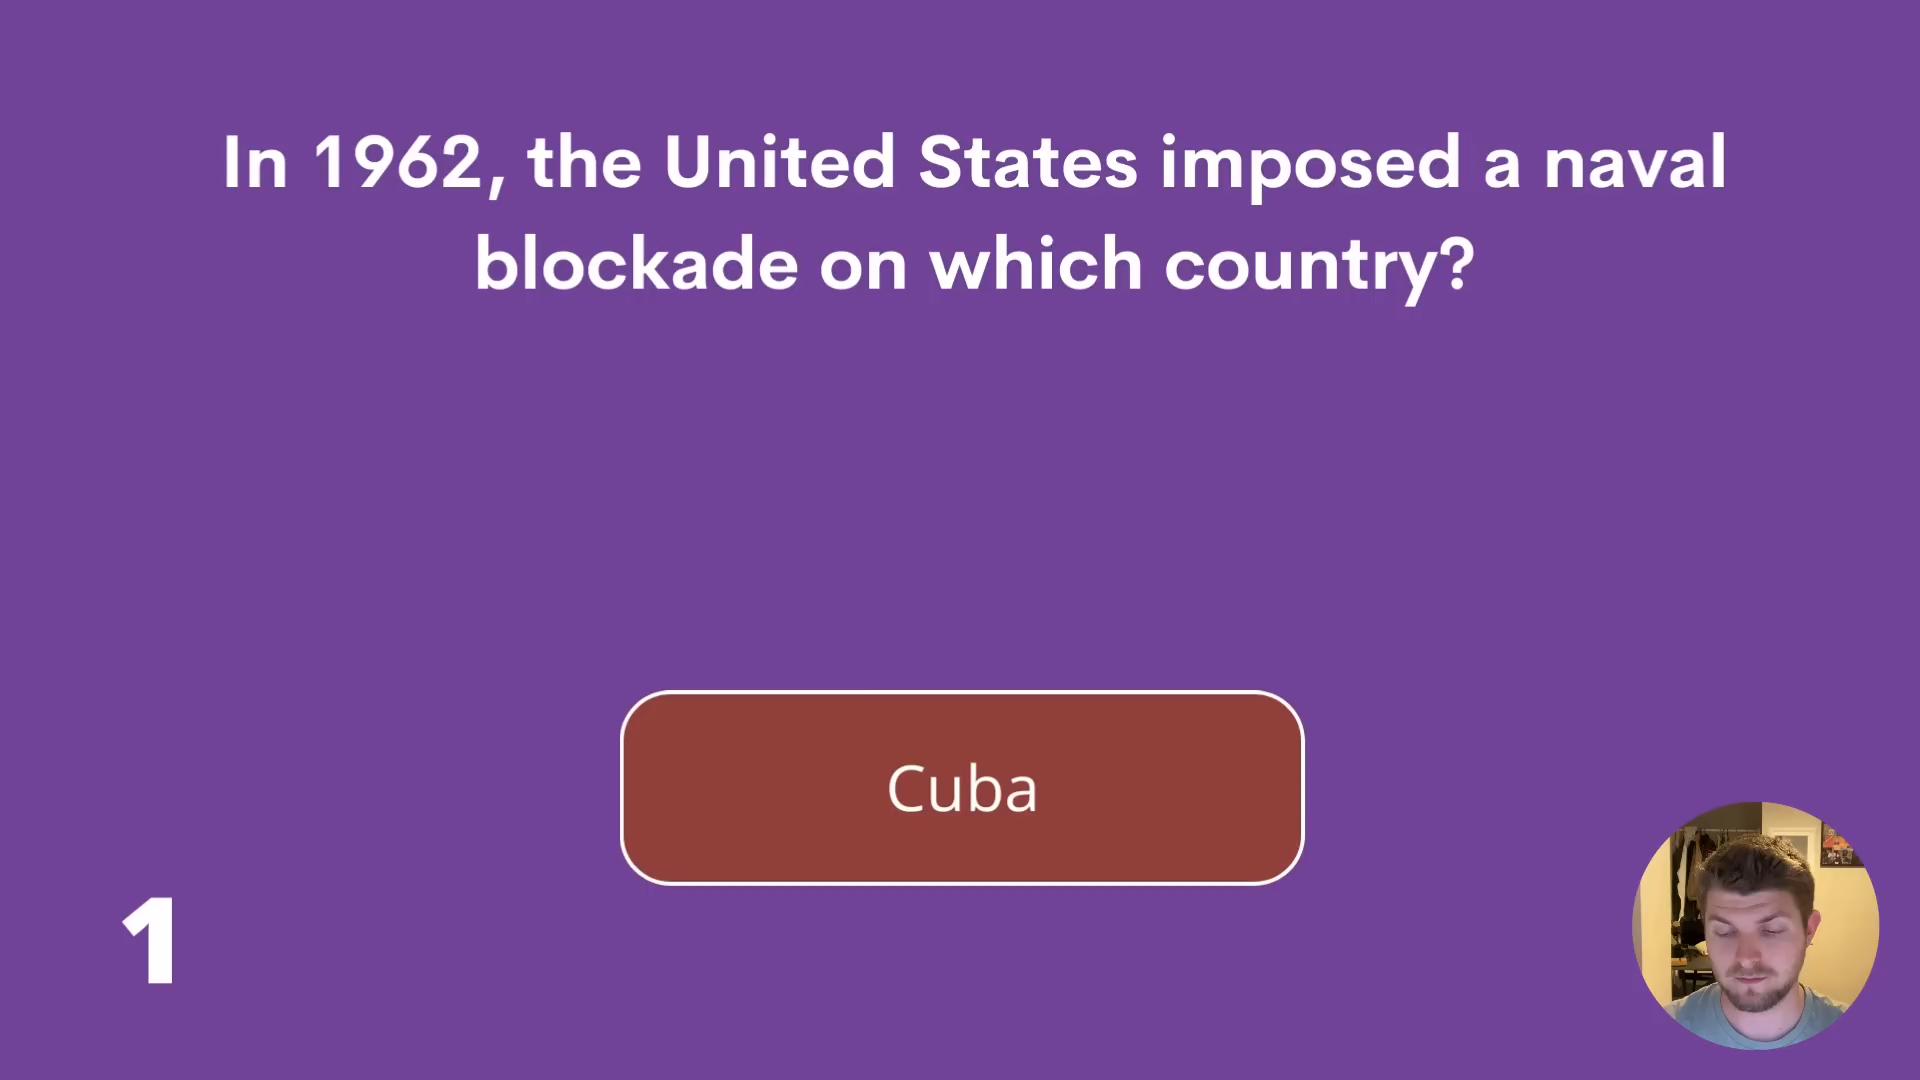 In 1962, the United States imposed a naval
blockade on which country?
Cuba
1